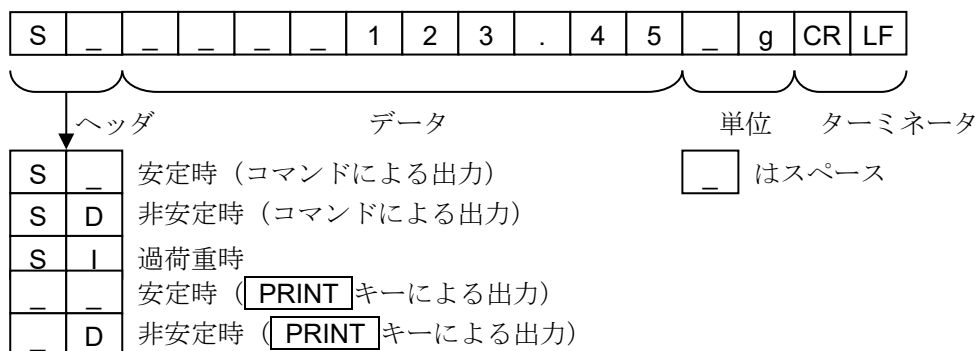 S _ _ _ _ _ 1 2 3 . 4 5 _ g CR LF
ヘッダ データ 単位 ターミネータ
S _ 安定時（コマンドによる出力） _ はスペース
S D 非安定時（コマンドによる出力）
S I 過荷重時
_ _ 安定時（ PRINT キーによる出力）
_ D 非安定時（ PRINT キーによる出力）